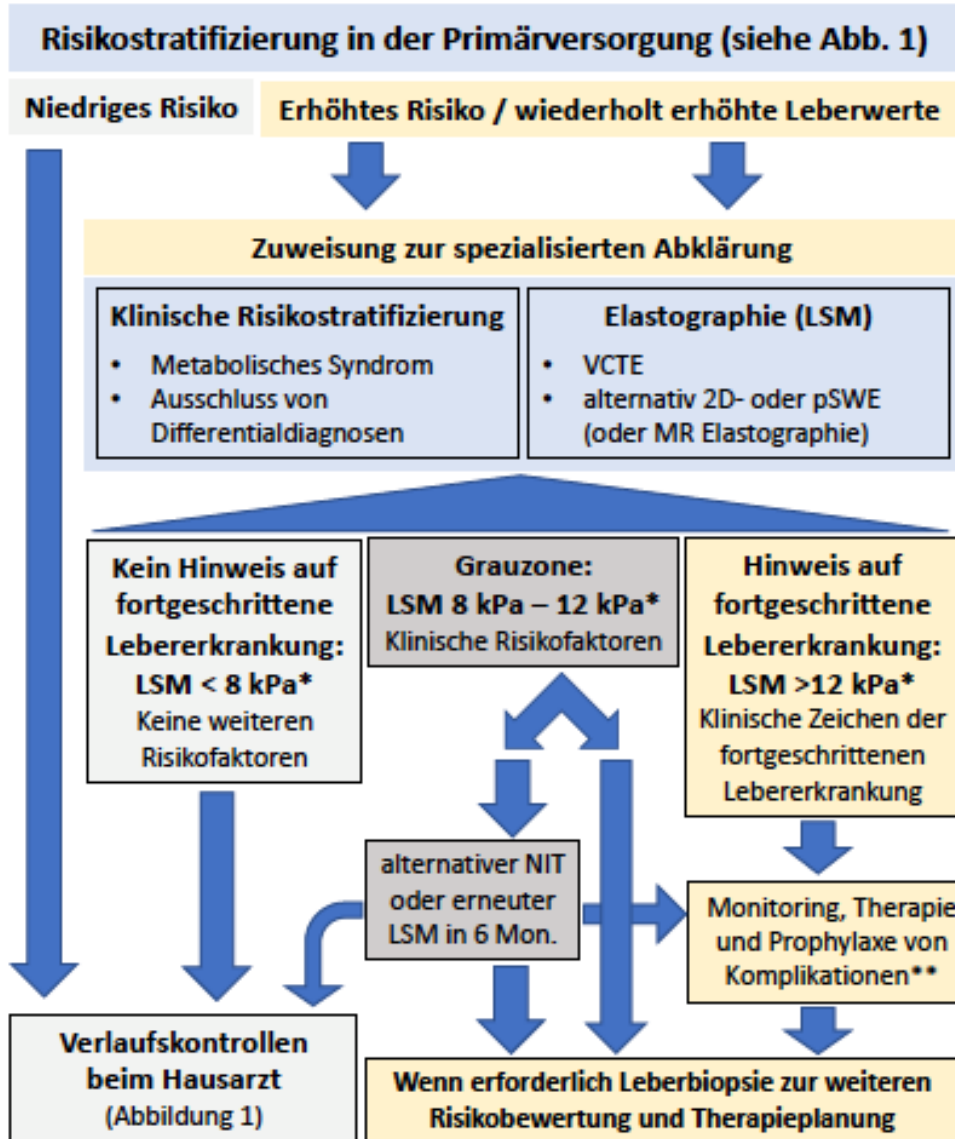 Risikostratifizierung in der Primärversorgung (siehe Abb. 1)
Niedriges Risiko
Erhöhtes Risiko / wiederholt erhöhte Leberwerte
Zuweisung zur spezialisierten Abklärung
Klinische Risikostratifizierung
• Metabolisches Syndrom
• Ausschluss von
Differentialdiagnosen
Elastographie (LSM)
• VCTE
• alternativ 2D- oder pSWE
(oder MR Elastographie)
Kein Hinweis auf
fortgeschrittene
Lebererkrankung:
LSM < 8 kPa*
Keine weiteren
Risikofaktoren
Grauzone:
LSM 8 kPa – 12 kPa*
Klinische Risikofaktoren
Hinweis auf
fortgeschrittene
Lebererkrankung:
LSM >12 kPa*
Klinische Zeichen der
fortgeschrittenen
Lebererkrankung
alternativer NIT
oder erneuter
LSM in 6 Mon.
Monitoring, Therapie
und Prophylaxe von
Komplikationen**
Verlaufskontrollen
beim Hausarzt
(Abbildung 1)
Wenn erforderlich Leberbiopsie zur weiteren
Risikobewertung und Therapieplanung